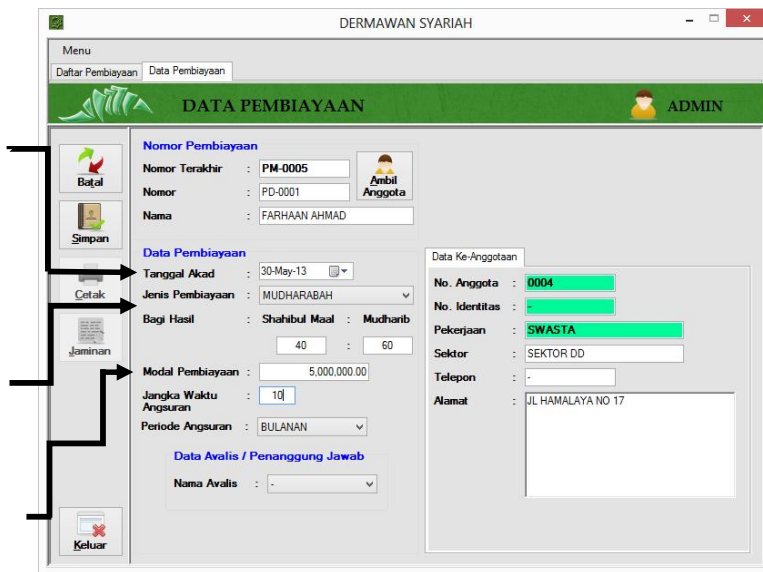 DERMAWAN SYARIAH
Menu
Daftar Pembiayaan Data Pembiayaan
DATA PEMBIAYAAN ADMIN
Batal
Simpan
Cetak
Jaminan
Keluar
Nomor Pembiayaan
Nomor Terakhir : PM-0005
Nomor : PD-0001
Ambil Anggota
Nama : FARHAAN AHMAD
Data Pembiayaan
Tanggal Akad : 30-May-13
Jenis Pembiayaan : MUDHARABAH
Bagi Hasil : Shahibul Maal : Mudharib
40 : 60
Modal Pembiayaan : 5,000,000.00
Jangka Waktu Angsuran : 10
Periode Angsuran : BULANAN
Data Avalis / Penanggung Jawab
Nama Avalis : -
Data Ke-Anggotaan
No. Anggota : 0004
No. Identitas : -
Pekerjaan : SWASTA
Sektor : SEKTOR DD
Telepon : -
Alamat : JL HAMALAYA NO 17